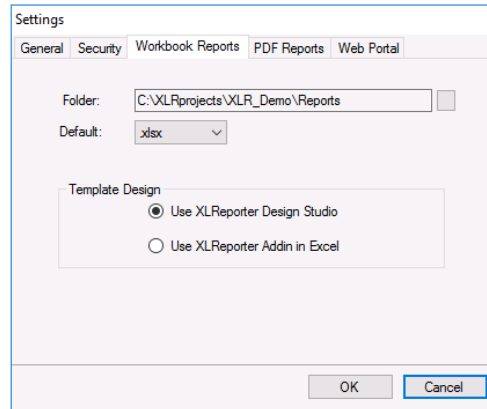 Settings
General Security Workbook Reports PDF Reports Web Portal
Folder: C:\XLRprojects\XLR_Demo\Reports
Default: .xlsx
Template Design
Use XLReporter Design Studio
Use XLReporter Addin in Excel
OK Cancel